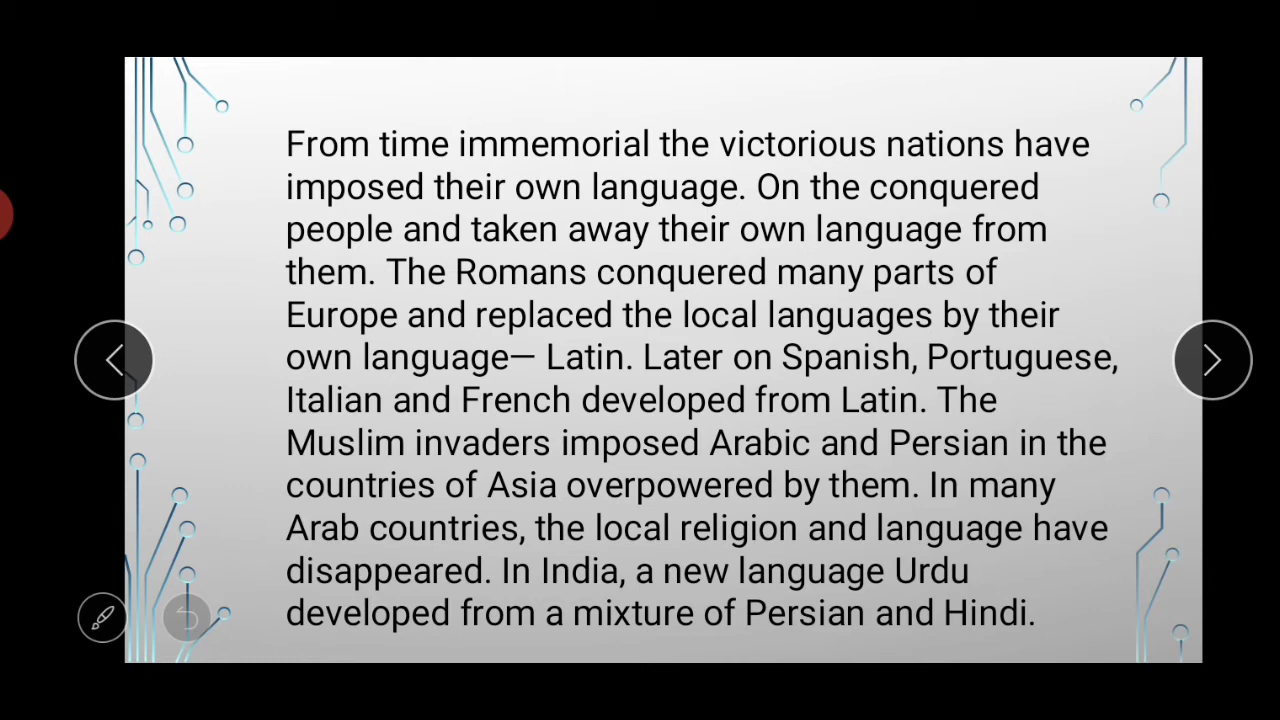 From time immemorial the victorious nations have
imposed their own language. On the conquered
people and taken away their own language from
them. The Romans conquered many parts of
Europe and replaced the local languages by their
own language— Latin. Later on Spanish, Portuguese,
Italian and French developed from Latin. The
Muslim invaders imposed Arabic and Persian in the
countries of Asia overpowered by them. In many
Arab countries, the local religion and language have
disappeared. In India, a new language Urdu
developed from a mixture of Persian and Hindi.